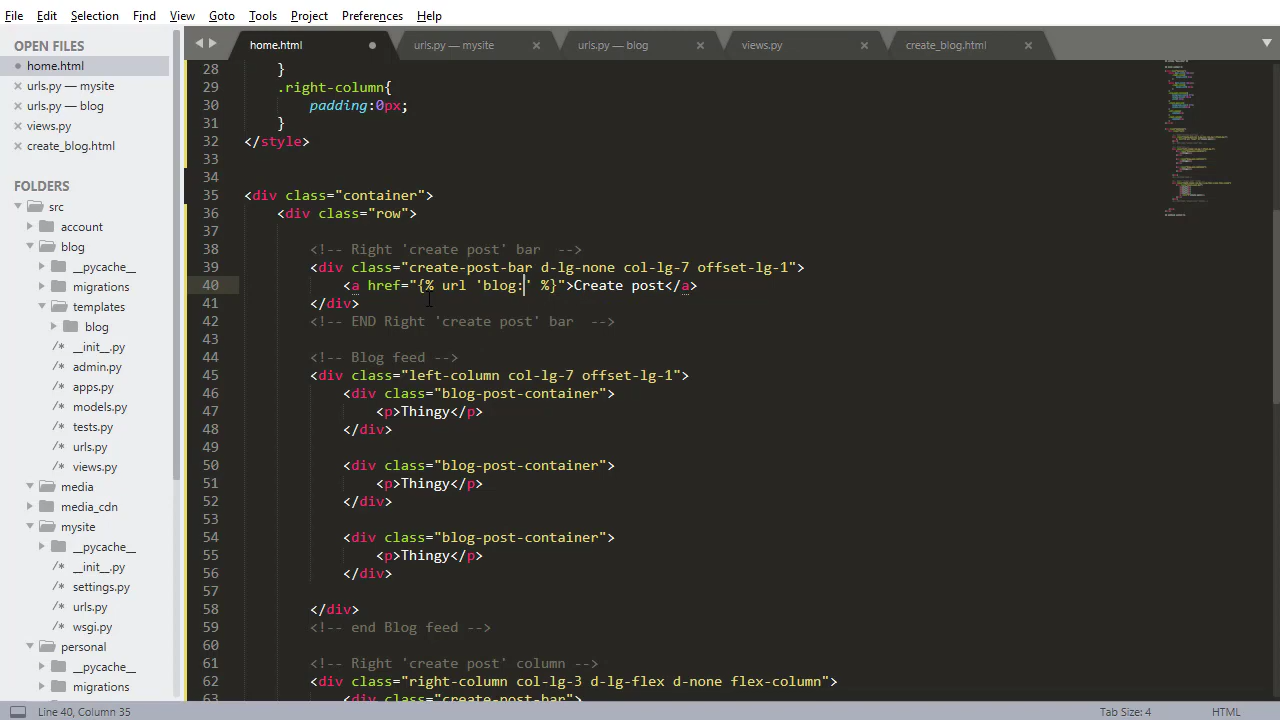 File Edit Selection Find View Goto Tools Project Preferences Help
OPEN FILES
home.html
urls.py — mysite
urls.py — blog
views.py
create_blog.html
FOLDERS
src
account
blog
__pycache__
migrations
templates
blog
__init__.py
admin.py
apps.py
models.py
tests.py
urls.py
views.py
media
media_cdn
mysite
__pycache__
__init__.py
settings.py
urls.py
wsgi.py
personal
__pycache__
migrations
home.html urls.py — mysite urls.py — blog views.py create_blog.html
28 }
29 .right-column{
30 padding:0px;
31 }
32 </style>
33
34
35 <div class="container">
36 <div class="row">
37
38 <!-- Right 'create post' bar  -->
39 <div class="create-post-bar d-lg-none col-lg-7 offset-lg-1">
40 <a href="{% url 'blog:' %}">Create post</a>
41 </div>
42 <!-- END Right 'create post' bar  -->
43
44 <!-- Blog feed -->
45 <div class="left-column col-lg-7 offset-lg-1">
46 <div class="blog-post-container">
47 <p>Thingy</p>
48 </div>
49
50 <div class="blog-post-container">
51 <p>Thingy</p>
52 </div>
53
54 <div class="blog-post-container">
55 <p>Thingy</p>
56 </div>
57
58 </div>
59 <!-- end Blog feed -->
60
61 <!-- Right 'create post' column -->
62 <div class="right-column col-lg-3 d-lg-flex d-none flex-column">
63 <div class="create-post-bar">
Line 40, Column 35 Tab Size: 4 HTML